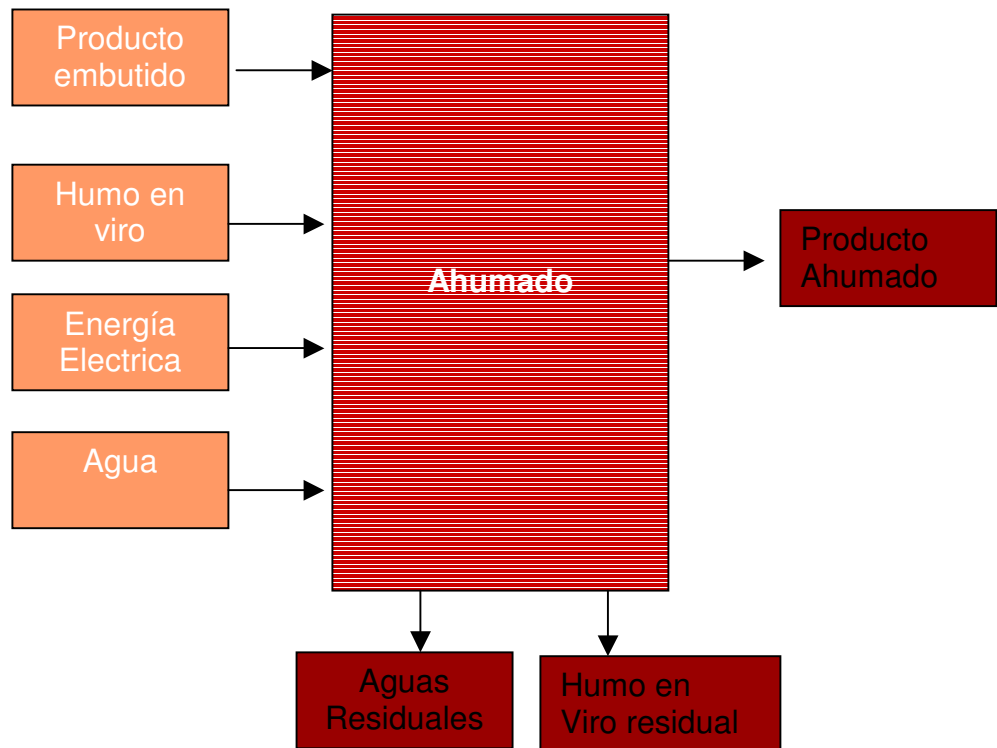 Producto
embutido
Humo en
viro
Energía
Electrica
Agua
Ahumado
Producto
Ahumado
Aguas
Residuales
Humo en
Viro residual